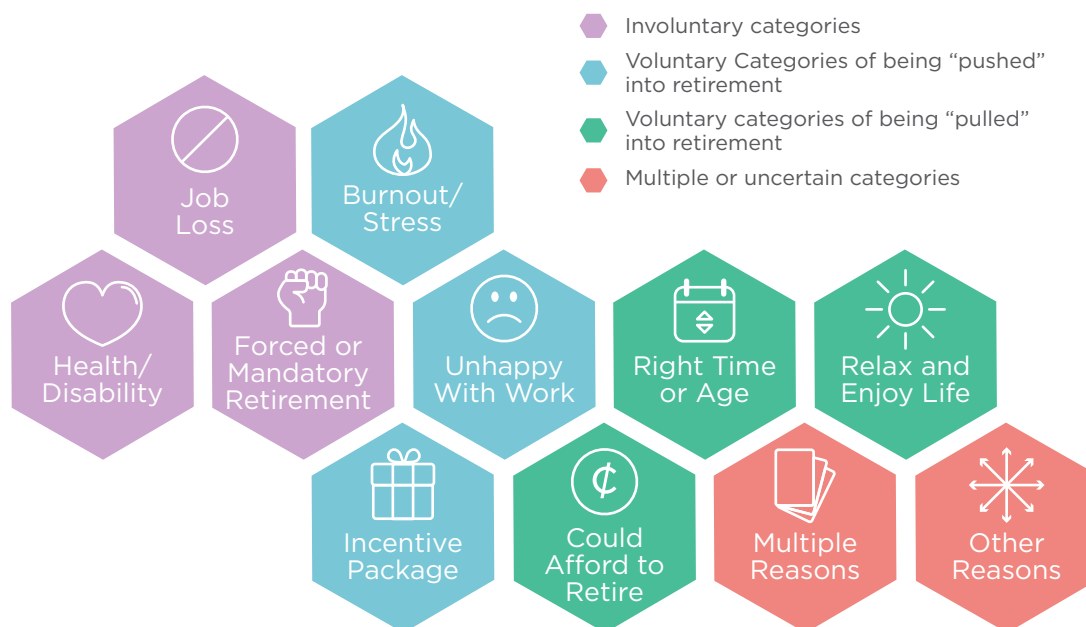 Involuntary categories
Voluntary Categories of being “pushed”
into retirement
Voluntary categories of being “pulled”
into retirement
Multiple or uncertain categories
Job
Loss
Burnout/
Stress
Health/
Disability
Forced or
Mandatory
Retirement
Unhappy
With Work
Right Time
or Age
Relax and
Enjoy Life
Incentive
Package
¢
Could
Afford to
Retire
Multiple
Reasons
Other
Reasons